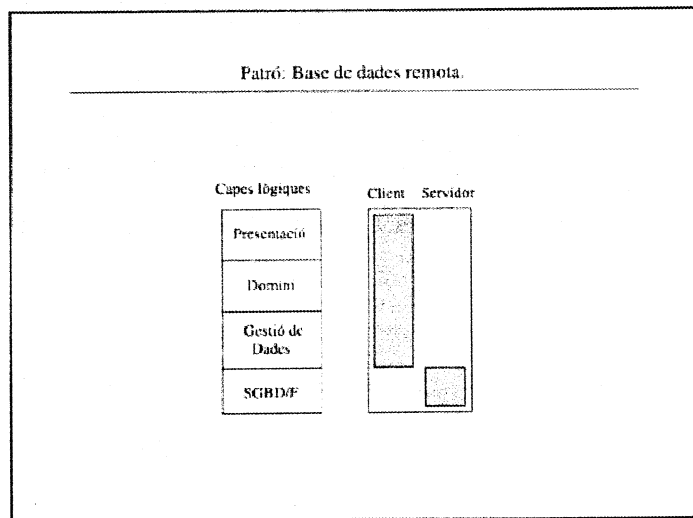 Patró: Base de dades remota.
Capes lògiques
Client Servidor
Presentació
Domini
Gestió de
Dades
SGBD/F